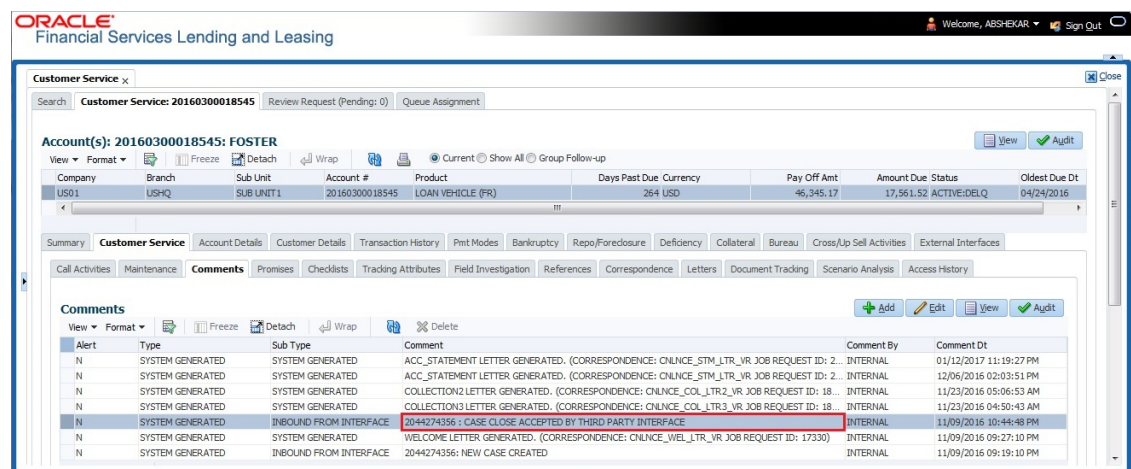 ORACLE®
Welcome, ABSHEKAR Sign Out
Financial Services Lending and Leasing
Customer Service x
Close
Search Customer Service: 20160300018545 Review Request (Pending: 0) Queue Assignment
Account(s): 20160300018545: FOSTER
View Audit
View Format Freeze Detach Wrap Current Show All Group Follow-up
Company Branch Sub Unit Account # Product Days Past Due Currency Pay Off Amt Amount Due Status Oldest Due Dt
US01 USHQ SUB UNIT1 20160300018545 LOAN VEHICLE (FR) 264 USD 46,345.17 17,561.52 ACTIVE:DELQ 04/24/2016
Summary Customer Service Account Details Customer Details Transaction History Pmt Modes Bankruptcy Repo/Foreclosure Deficiency Collateral Bureau Cross/Up Sell Activities External Interfaces
Call Activities Maintenance Comments Promises Checklists Tracking Attributes Field Investigation References Correspondence Letters Document Tracking Scenario Analysis Access History
Comments
Add Edit View Audit
View Format Freeze Detach Wrap Delete
Alert Type Sub Type Comment Comment By Comment Dt
N SYSTEM GENERATED SYSTEM GENERATED ACC_STATEMENT LETTER GENERATED. (CORRESPONDENCE: CNLNCE_STM_LTR_VR JOB REQUEST ID: 2... INTERNAL 01/12/2017 11:19:27 PM
N SYSTEM GENERATED SYSTEM GENERATED ACC_STATEMENT LETTER GENERATED. (CORRESPONDENCE: CNLNCE_STM_LTR_VR JOB REQUEST ID: 2... INTERNAL 12/06/2016 02:03:51 PM
N SYSTEM GENERATED SYSTEM GENERATED COLLECTION2 LETTER GENERATED. (CORRESPONDENCE: CNLNCE_COL_LTR2_VR JOB REQUEST ID: 18... INTERNAL 11/23/2016 05:06:53 AM
N SYSTEM GENERATED SYSTEM GENERATED COLLECTION3 LETTER GENERATED. (CORRESPONDENCE: CNLNCE_COL_LTR3_VR JOB REQUEST ID: 18... INTERNAL 11/23/2016 04:50:43 AM
N SYSTEM GENERATED INBOUND FROM INTERFACE 2044274356 : CASE CLOSE ACCEPTED BY THIRD PARTY INTERFACE INTERNAL 11/09/2016 10:44:48 PM
N SYSTEM GENERATED SYSTEM GENERATED WELCOME LETTER GENERATED. (CORRESPONDENCE: CNLNCE_WEL_LTR_VR JOB REQUEST ID: 17330) INTERNAL 11/09/2016 09:27:10 PM
N SYSTEM GENERATED INBOUND FROM INTERFACE 2044274356: NEW CASE CREATED INTERNAL 11/09/2016 09:19:10 PM